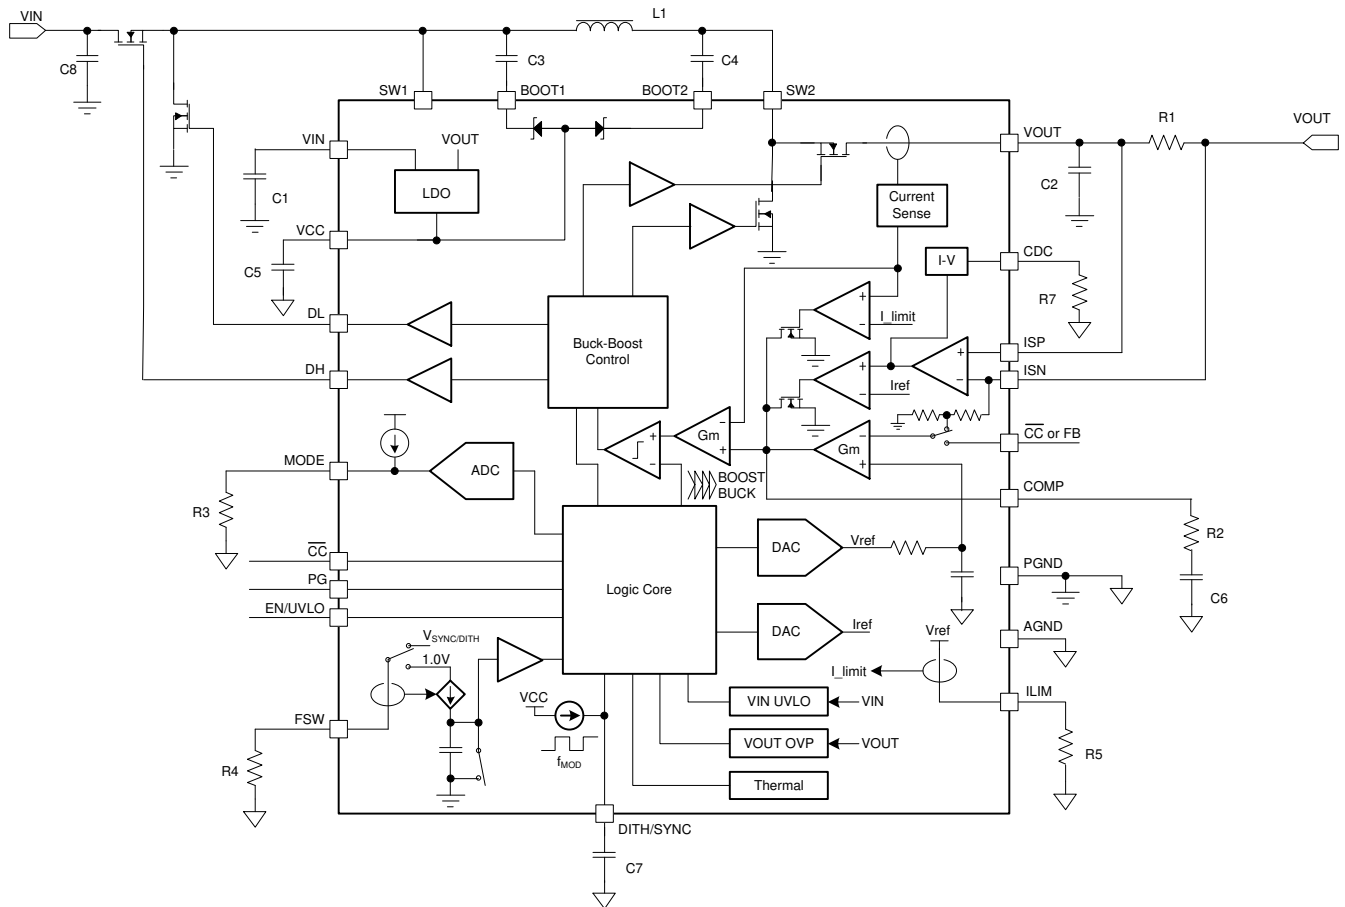 VIN
L1
C8
C3
C4
SW1
BOOT1
BOOT2
SW2
VIN
VOUT
VOUT
R1
VOUT
C1
LDO
C2
Current
Sense
VCC
C5
I-V
CDC
R7
DL
Buck-Boost
Control
+
−
I_limit
ISP
DH
+
−
Iref
+
−
ISN
MODE
ADC
+
−
Gm
−
+
Gm
−
+
CC or FB
BOOST
BUCK
COMP
R3
R2
CC
DAC
Vref
PG
Logic Core
PGND
C6
EN/UVLO
DAC
Iref
AGND
VSYNC/DITH
1.0V
Vref
I_limit
FSW
VCC
VIN UVLO
VIN
ILIM
fMOD
VOUT OVP
VOUT
R4
Thermal
R5
DITH/SYNC
C7